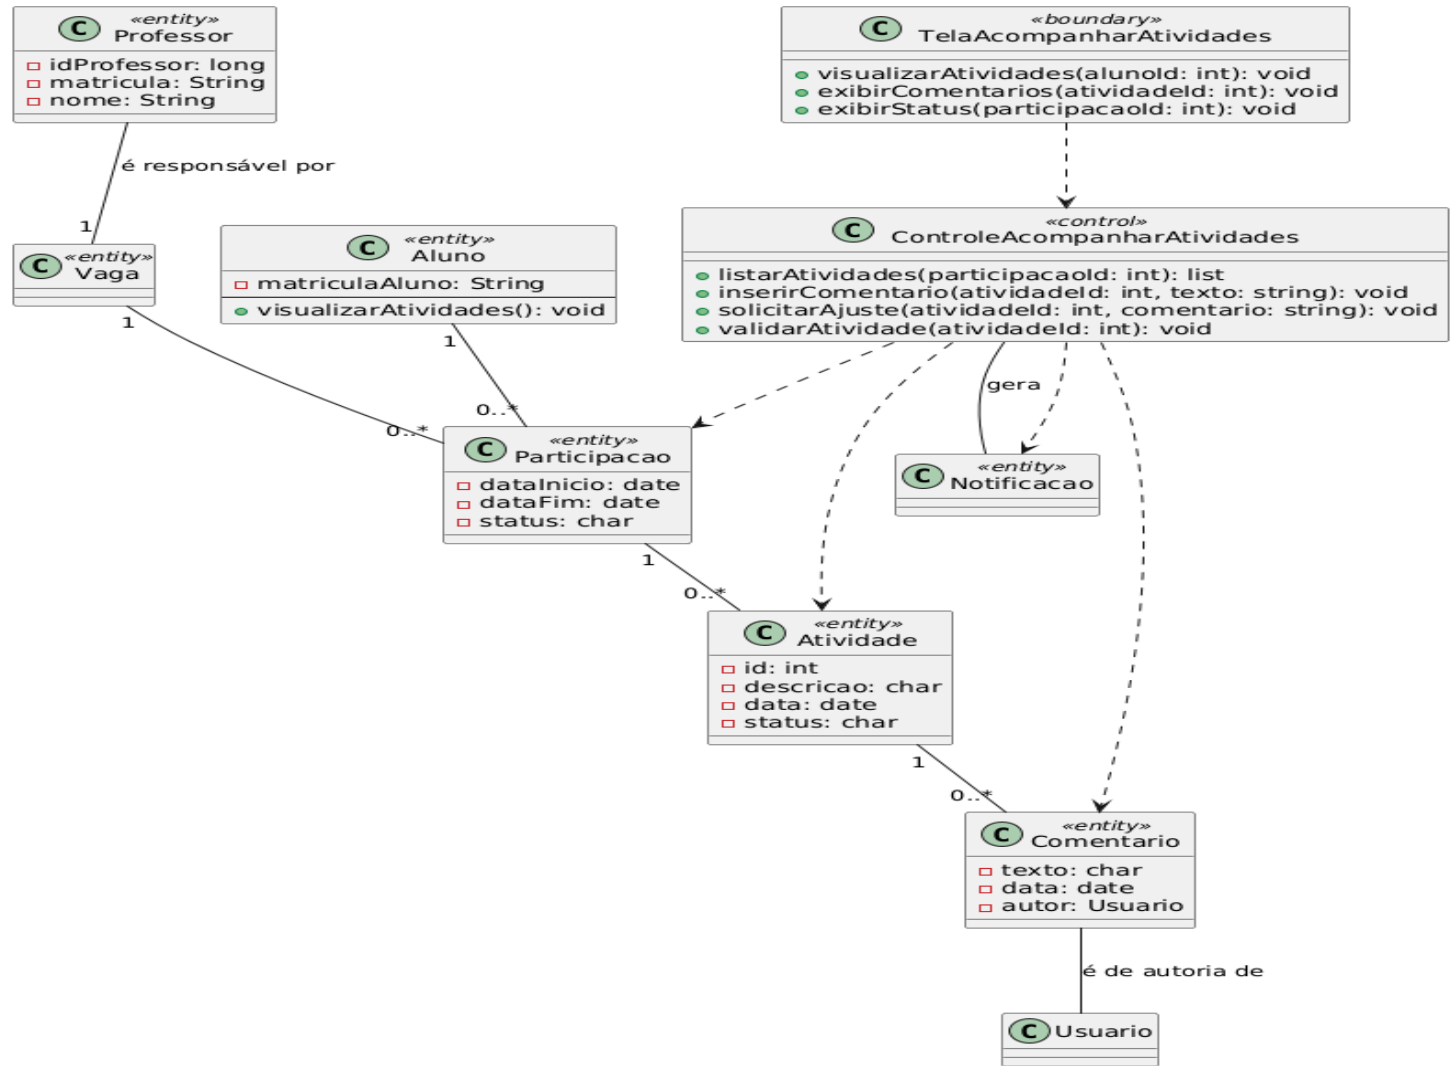 «entity»
C Professor
idProfessor: long
matricula: String
nome: String
«boundary»
C TelaAcompanharAtividades
visualizarAtividades(alunoId: int): void
exibirComentarios(atividadeId: int): void
exibirStatus(participacaoId: int): void
é responsável por
1
«entity»
C Vaga
1
«entity»
C Aluno
matriculaAluno: String
visualizarAtividades(): void
1
«control»
C ControleAcompanharAtividades
listarAtividades(participacaoId: int): list
inserirComentario(atividadeId: int, texto: string): void
solicitarAjuste(atividadeId: int, comentario: string): void
validarAtividade(atividadeId: int): void
gera
0..*
0..*
«entity»
C Participacao
dataInicio: date
dataFim: date
status: char
«entity»
C Notificacao
1
0..*
«entity»
C Atividade
id: int
descricao: char
data: date
status: char
1
0..*
«entity»
C Comentario
texto: char
data: date
autor: Usuario
é de autoria de
C Usuario